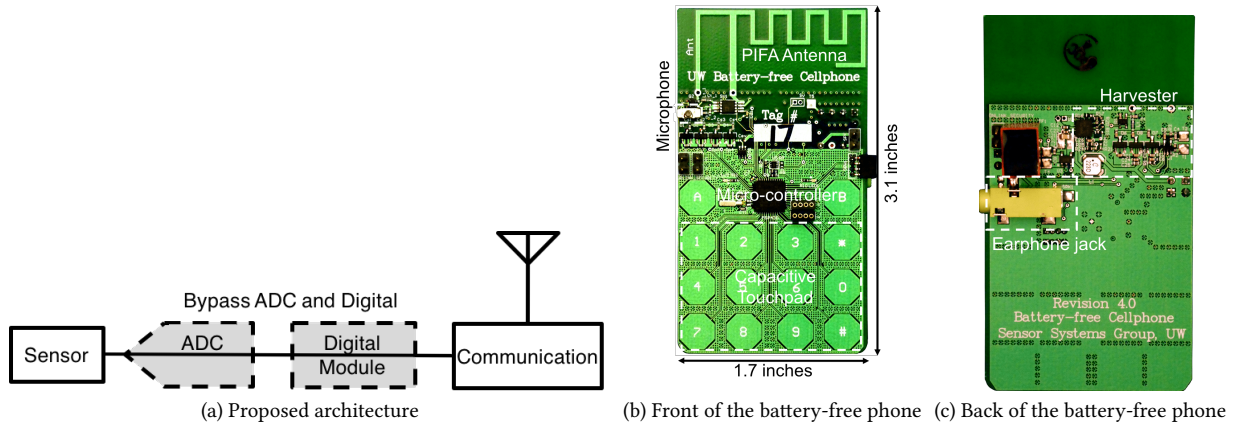 Bypass ADC and Digital
Sensor
ADC
Digital
Module
Communication
(a) Proposed architecture
Ant
PIFA Antenna
UW Battery-free Cellphone
Microphone
Tag #
17
Micro-controller
A
B
1 2 3 *
Capacitive
Touchpad
4 5 6 0
7 8 9 #
3.1 inches
1.7 inches
(b) Front of the battery-free phone
Harvester
Earphone jack
Revision 4.0
Battery-free Cellphone
Sensor Systems Group, UW
(c) Back of the battery-free phone